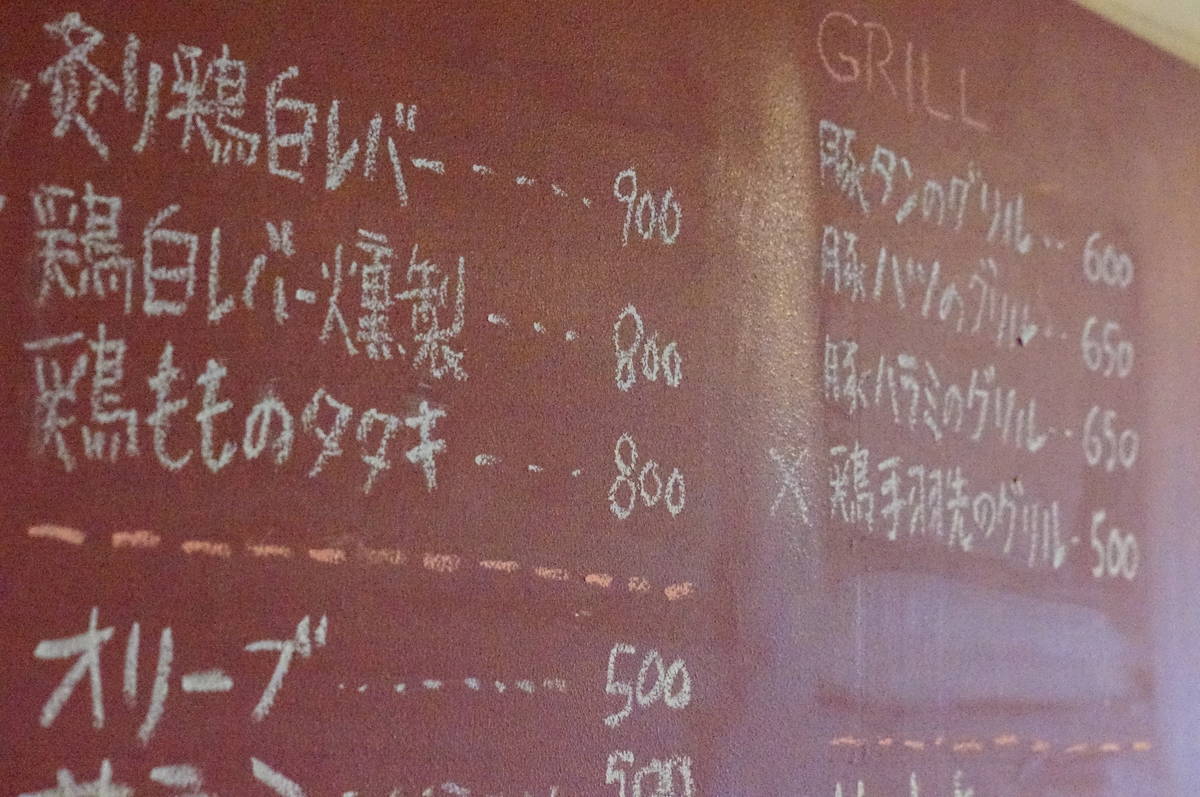 炙り鶏白レバー・・・・・900
鶏白レバー燻製・・・800
鶏もものタタキ・・・800
オリーブ・・・・・・・・500
500
GRILL
豚タンのグリル・・600
豚ハツのグリル・・650
豚ハラミのグリル・・650
X 鶏手羽先のグリル・500